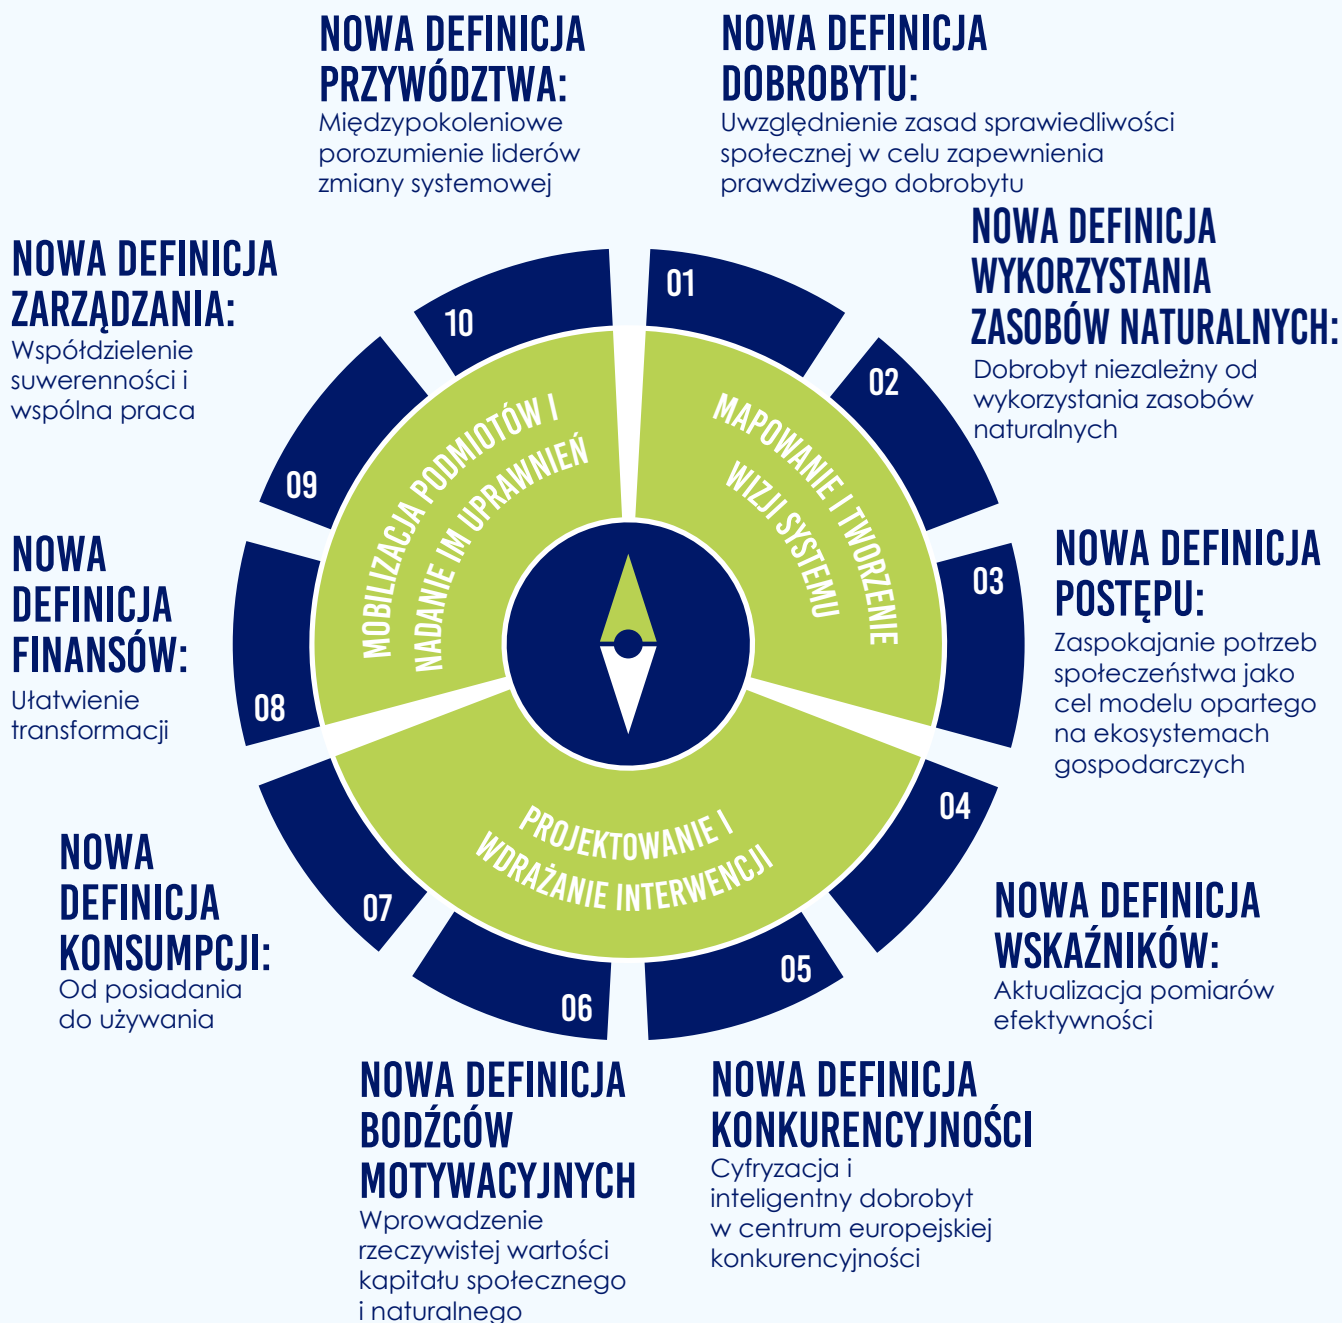 NOWA DEFINICJA
PRZYWÓDZTWA:
Międzypokoleniowe
porozumienie liderów
zmiany systemowej
NOWA DEFINICJA
DOBROBYTU:
Uwzględnienie zasad sprawiedliwości
społecznej w celu zapewnienia
prawdziwego dobrobytu
NOWA DEFINICJA
WYKORZYSTANIA
ZASOBÓW NATURALNYCH:
Dobrobyt niezależny od
wykorzystania zasobów
naturalnych
NOWA DEFINICJA
ZARZĄDZANIA:
Współdzielenie
suwerenności i
wspólna praca
10
01
02
09
03
08
04
07
05
06
MOBILIZACJA PODMIOTÓW I
NADANIE IM UPRAWNIEŃ
MAPOWANIE I TWORZENIE
WIZJI SYSTEMU
PROJEKTOWANIE I
WDRAŻANIE INTERWENCJI
NOWA
DEFINICJA
FINANSÓW:
Ułatwienie
transformacji
NOWA DEFINICJA
POSTĘPU:
Zaspokajanie potrzeb
społeczeństwa jako
cel modelu opartego
na ekosystemach
gospodarczych
NOWA
DEFINICJA
KONSUMPCJI:
Od posiadania
do używania
NOWA DEFINICJA
WSKAŹNIKÓW:
Aktualizacja pomiarów
efektywności
NOWA DEFINICJA
BODŹCÓW
MOTYWACYJNYCH
Wprowadzenie
rzeczywistej wartości
kapitału społecznego
i naturalnego
NOWA DEFINICJA
KONKURENCYJNOŚCI
Cyfryzacja i
inteligentny dobrobyt
w centrum europejskiej
konkurencyjności